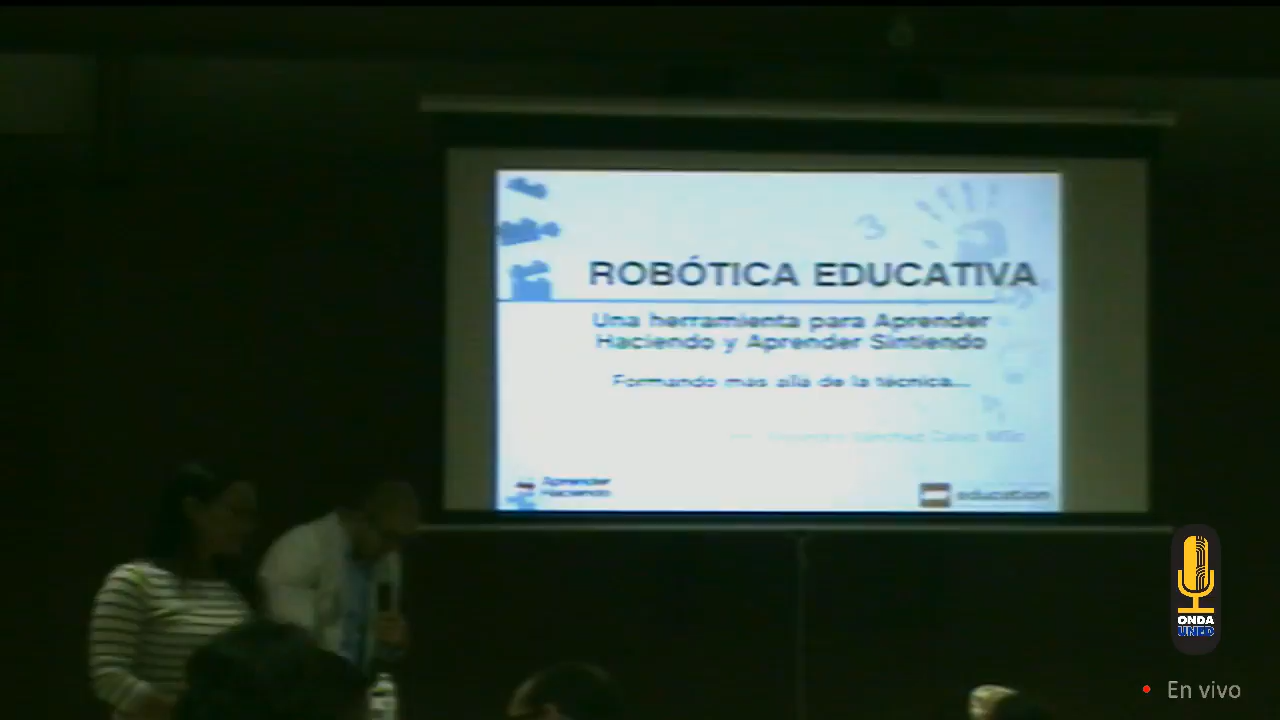 ROBÓTICA EDUCATIVA
Una herramienta para Aprender
Haciendo y Aprender Sintiendo
Formando más allá de la técnica...
Aprender
Haciendo
education
ONDA
UNED
En vivo